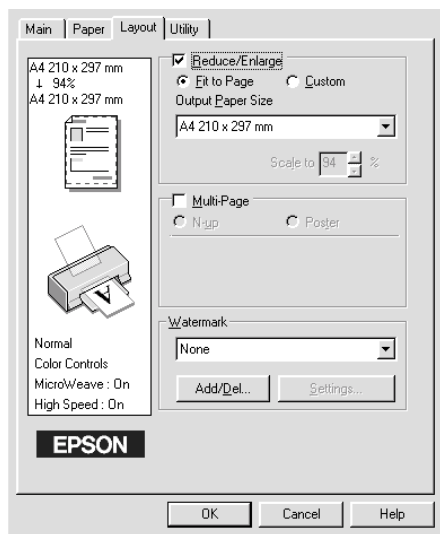 Main Paper Layout Utility
A4 210 x 297 mm
↓ 94%
A4 210 x 297 mm
A
Normal
Color Controls
MicroWeave : On
High Speed : On
EPSON
Reduce/Enlarge
Fit to Page Custom
Output Paper Size
A4 210 x 297 mm
Scale to 94 %
Multi-Page
N-up Poster
Watermark
None
Add/Del... Settings...
OK Cancel Help